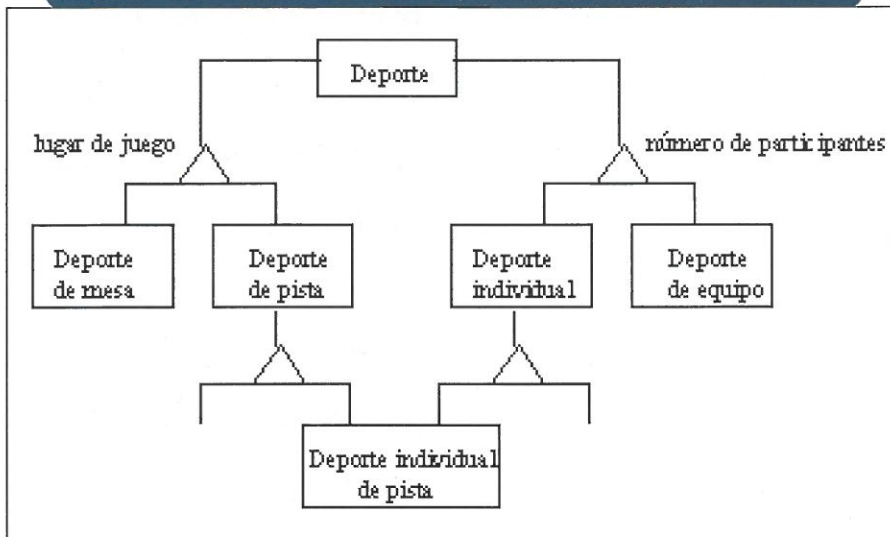 Deporte
lugar de juego
número de participantes
Deporte
de mesa
Deporte
de pista
Deporte
individual
Deporte
de equipo
Deporte individual
de pista